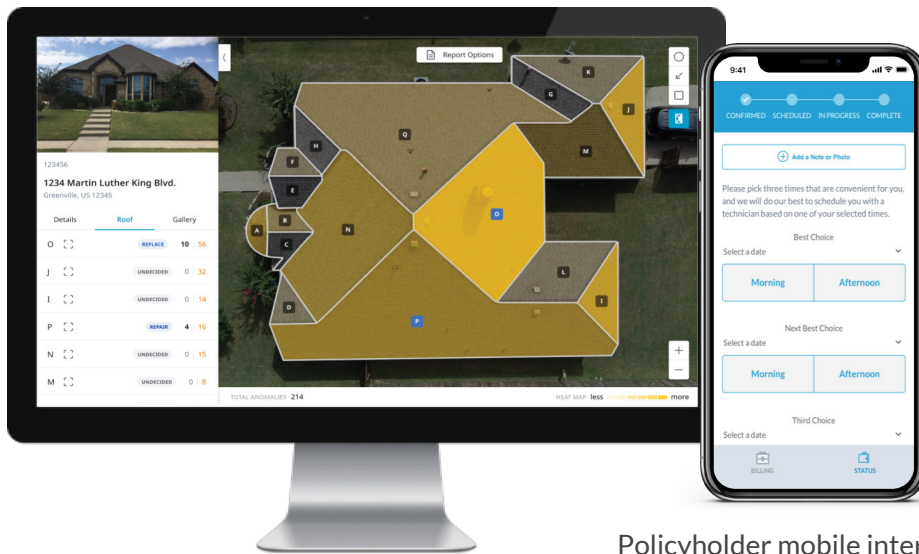 123456
1234 Martin Luther King Blvd.
Greenville, US 12345
Details Roof Gallery
O REPLACE 10 56
J UNDECIDED 0 32
I UNDECIDED 0 14
P REPAIR 4 16
N UNDECIDED 0 15
M UNDECIDED 0 8
Report Options
K
G
J
Q
H
M
F
E
O
B
A
N
C
L
D
I
P
TOTAL ANOMALIES 214
HEAT MAP less more
9:41
CONFIRMED SCHEDULED IN PROGRESS COMPLETE
Add a Note or Photo
Please pick three times that are convenient for you,
and we will do our best to schedule you with a
technician based on one of your selected times.
Best Choice
Select a date
Morning Afternoon
Next Best Choice
Select a date
Morning Afternoon
Third Choice
Select a date
BILLING STATUS
Policyholder mobile inter